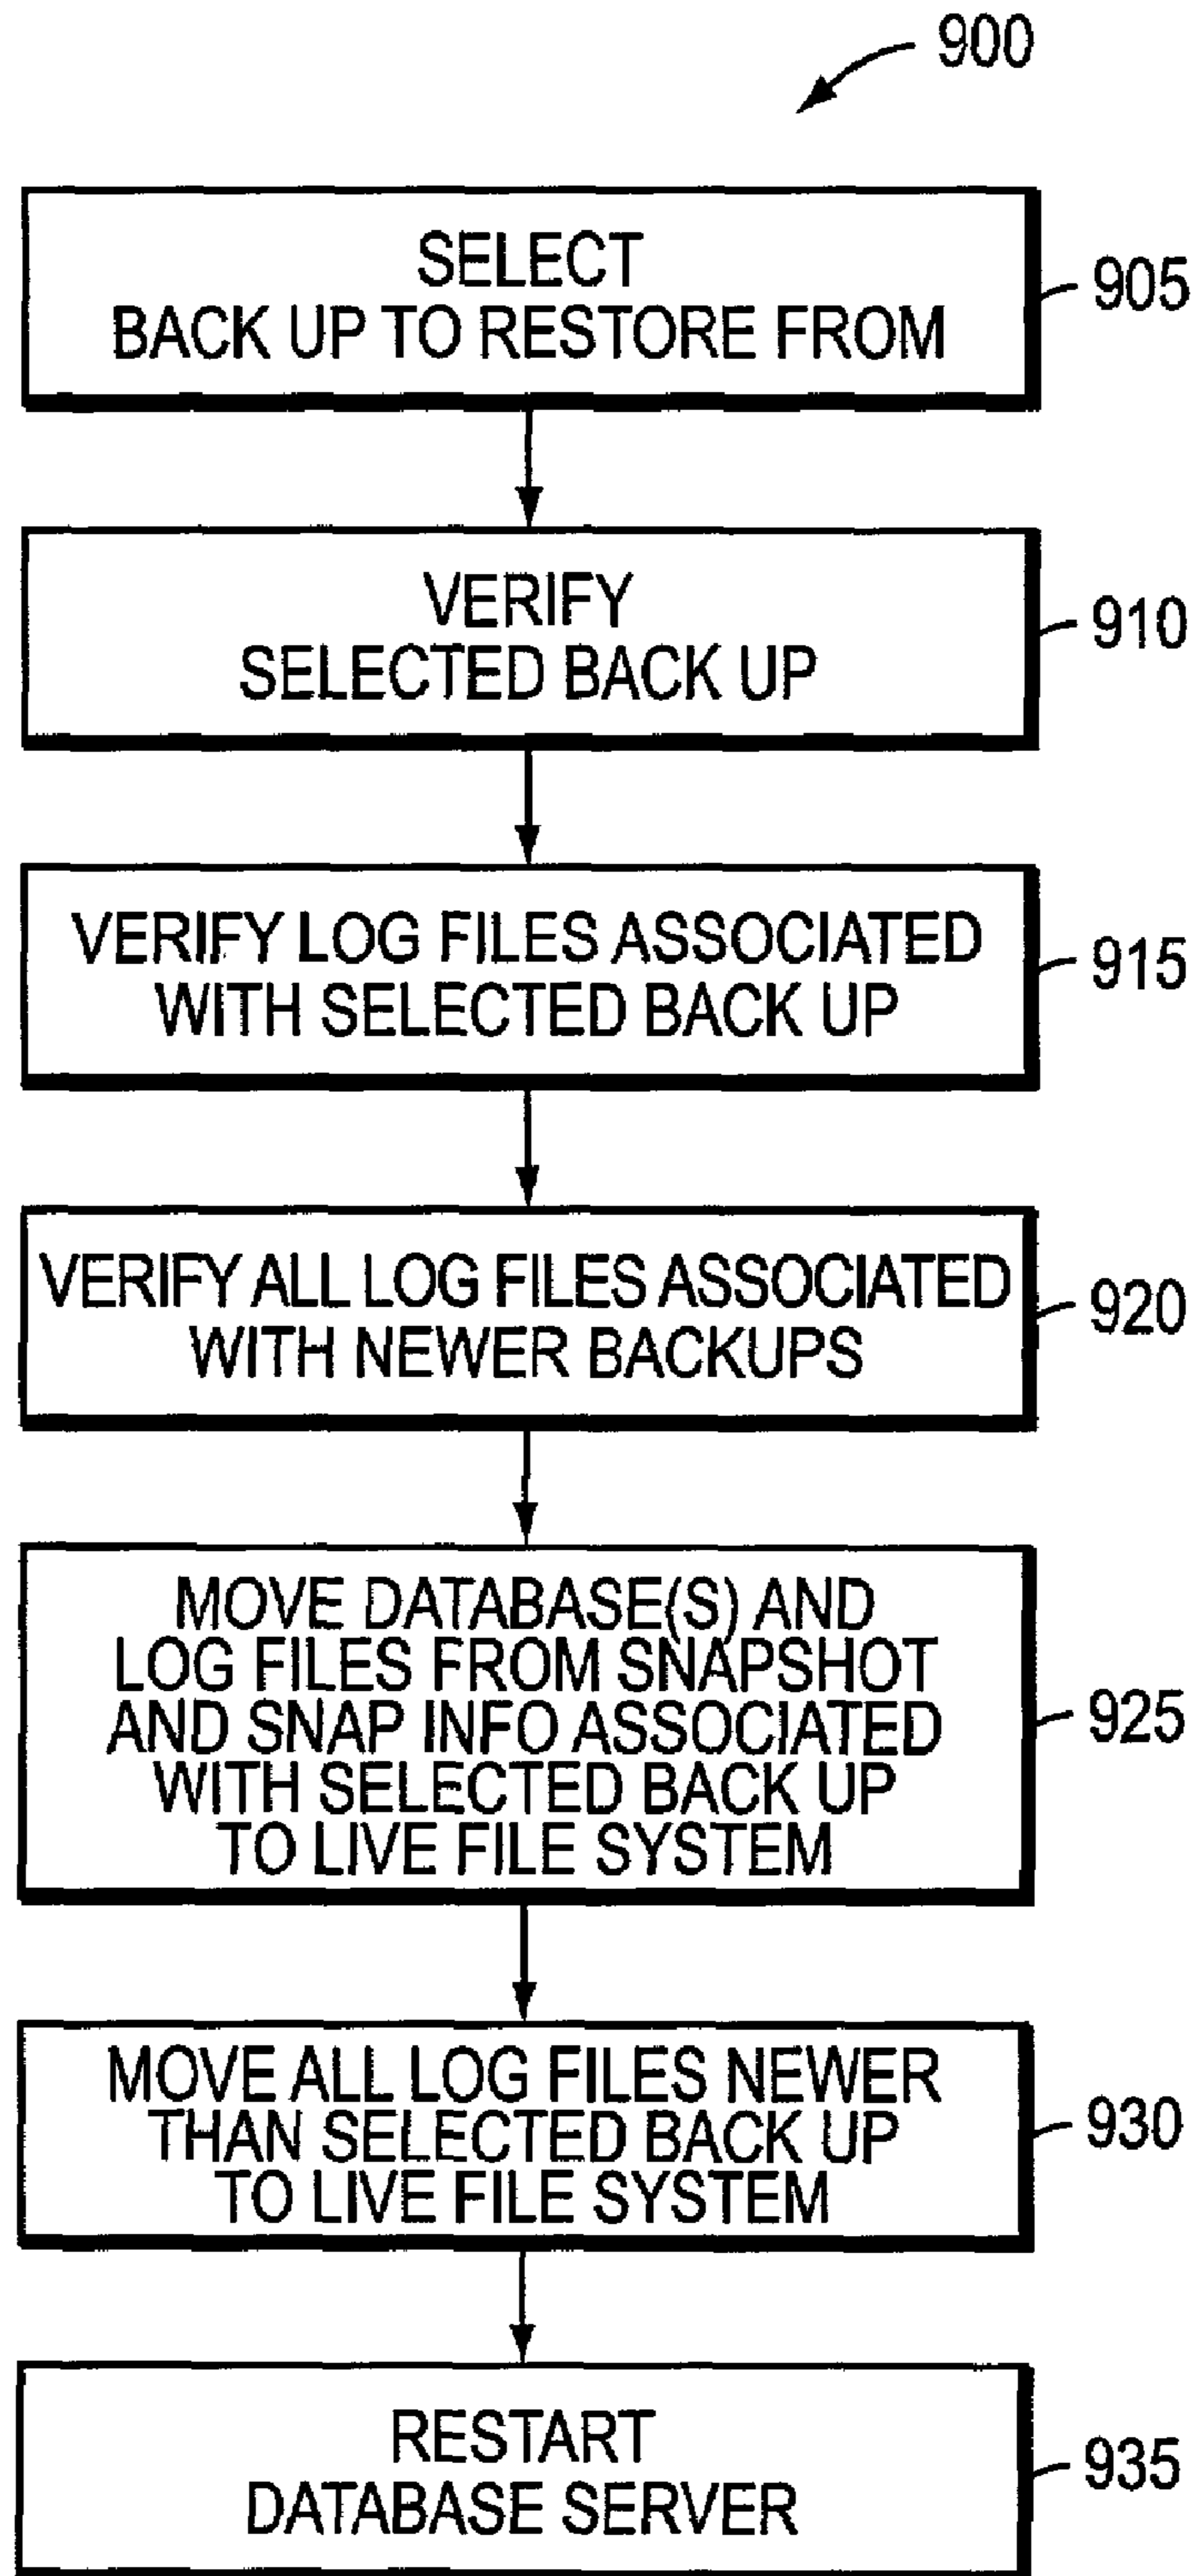 900
SELECT
BACK UP TO RESTORE FROM
905
VERIFY
SELECTED BACK UP
910
VERIFY LOG FILES ASSOCIATED
WITH SELECTED BACK UP
915
VERIFY ALL LOG FILES ASSOCIATED
WITH NEWER BACKUPS
920
MOVE DATABASE(S) AND
LOG FILES FROM SNAPSHOT
AND SNAP INFO ASSOCIATED
WITH SELECTED BACK UP
TO LIVE FILE SYSTEM
925
MOVE ALL LOG FILES NEWER
THAN SELECTED BACK UP
TO LIVE FILE SYSTEM
930
RESTART
DATABASE SERVER
935